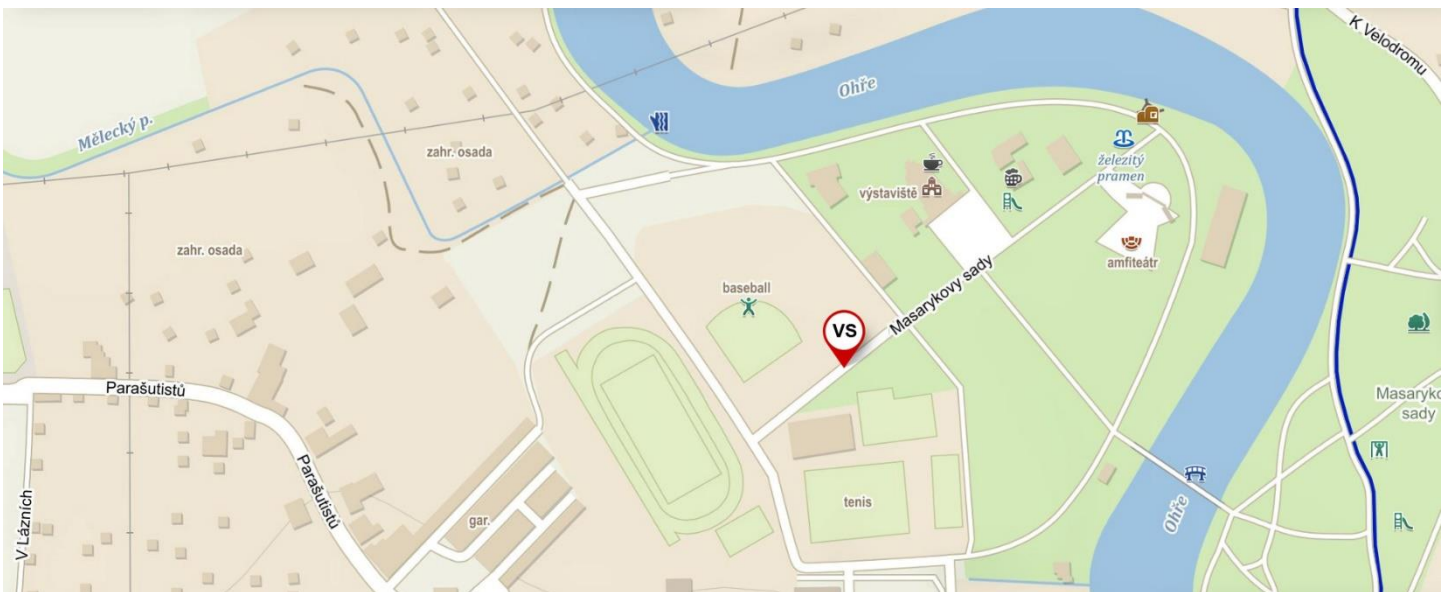 K Velodromu
Ohře
Mělecký p.
zahr. osada
železitý
pramen
výstaviště
zahr. osada
amfiteátr
Masarykovy sady
baseball
VS
Parašutistů
Masaryko
sady
Parašutistů
V Lázních
gar.
tenis
Ohře